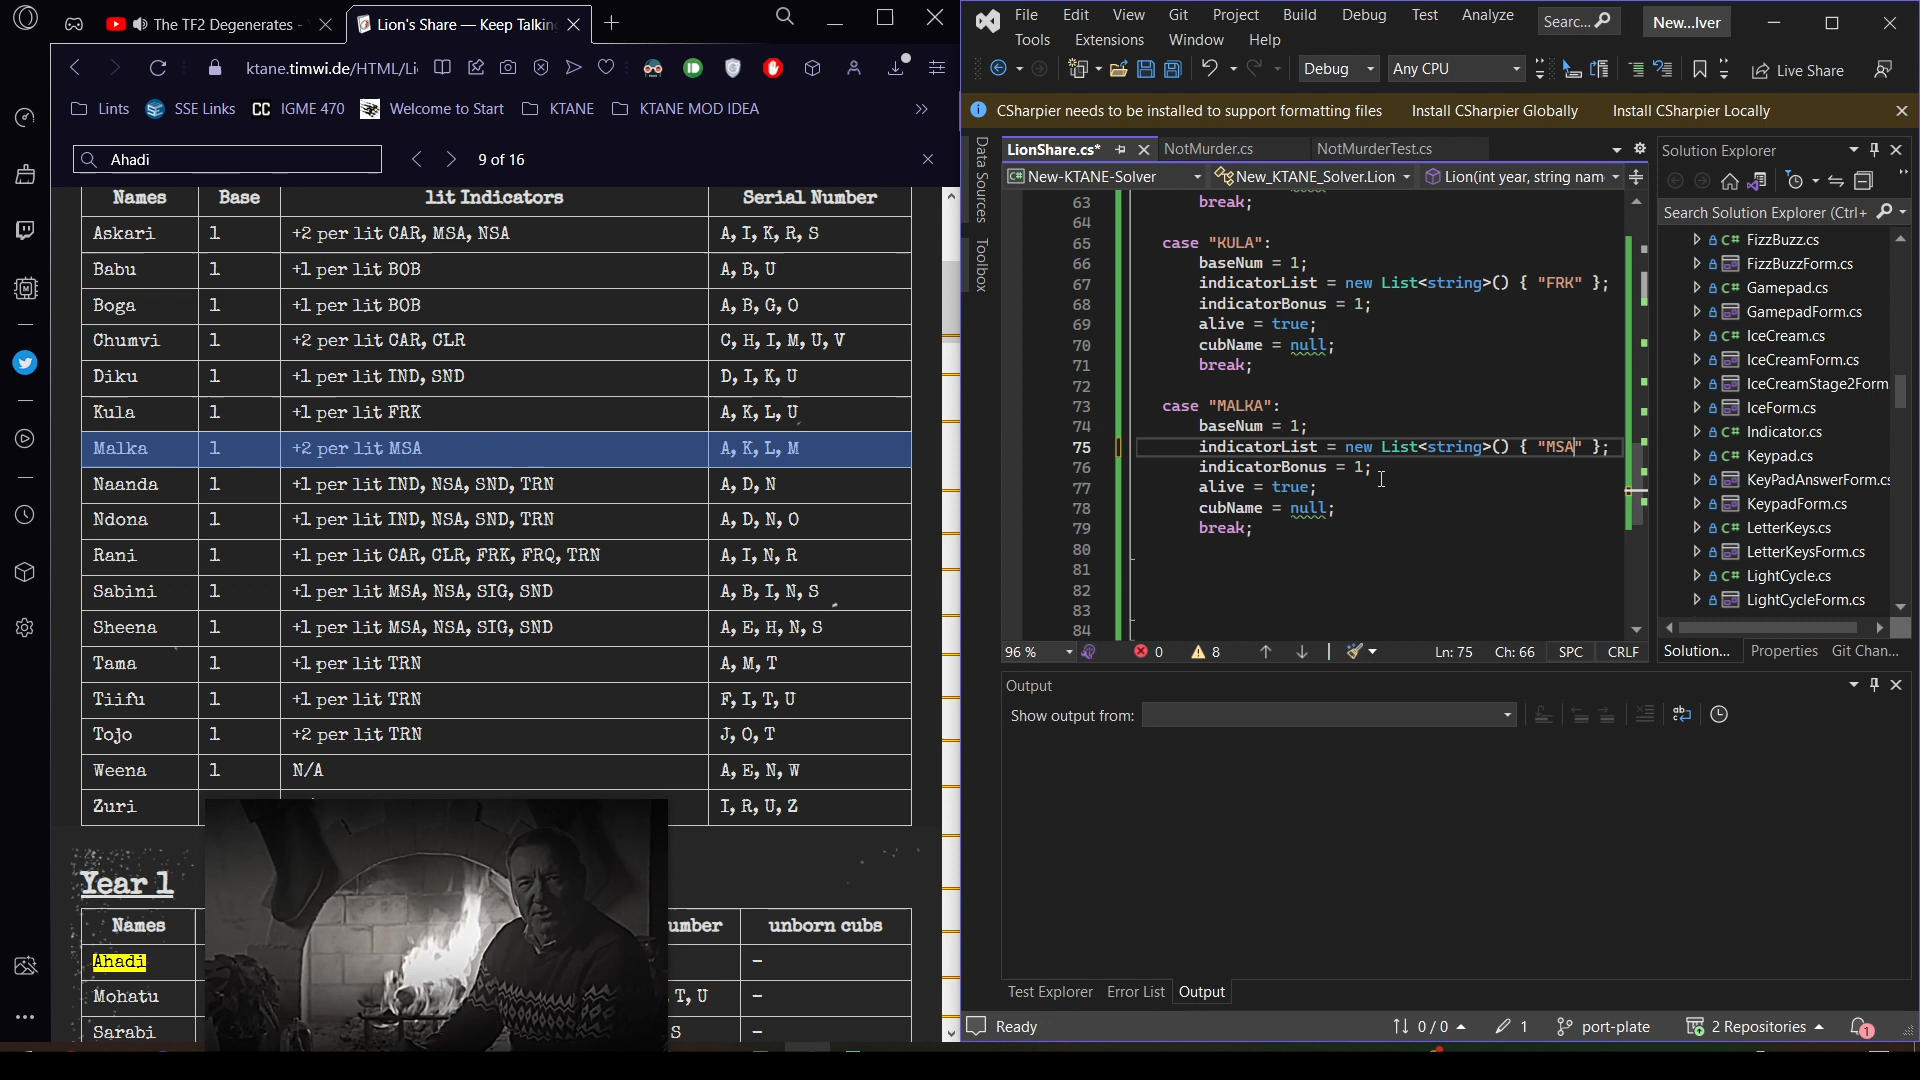 The TF2 Degenerates -
Lion's Share — Keep Talking
ktane.timwi.de/HTML/Li
Lints
SSE Links
CC IGME 470
Welcome to Start
KTANE
KTANE MOD IDEA
Ahadi
9 of 16
Names Base lit Indicators Serial Number
Askari 1 +2 per lit CAR, MSA, NSA A, I, K, R, S
Babu 1 +1 per lit BOB A, B, U
Boga 1 +1 per lit BOB A, B, G, O
Chumvi 1 +2 per lit CAR, CLR C, H, I, M, U, V
Diku 1 +1 per lit IND, SND D, I, K, U
Kula 1 +1 per lit FRK A, K, L, U
Malka 1 +2 per lit MSA A, K, L, M
Naanda 1 +1 per lit IND, NSA, SND, TRN A, D, N
Ndona 1 +1 per lit IND, NSA, SND, TRN A, D, N, O
Rani 1 +1 per lit CAR, CLR, FRK, FRQ, TRN A, I, N, R
Sabini 1 +1 per lit MSA, NSA, SIG, SND A, B, I, N, S
Sheena 1 +1 per lit MSA, NSA, SIG, SND A, E, H, N, S
Tama 1 +1 per lit TRN A, M, T
Tiifu 1 +1 per lit TRN F, I, T, U
Tojo 1 +2 per lit TRN J, O, T
Weena 1 N/A A, E, N, W
Zuri I, R, U, Z
Year 1
Names umber unborn cubs
Ahadi –
Mohatu , T, U –
Sarabi S –
File Edit View Git Project Build Debug Test Analyze
Tools Extensions Window Help
Searc...
New...lver
Debug
Any CPU
Live Share
CSharpier needs to be installed to support formatting files Install CSharpier Globally Install CSharpier Locally
Data Sources
Toolbox
LionShare.cs* NotMurder.cs NotMurderTest.cs
C# New-KTANE-Solver New_KTANE_Solver.Lion Lion(int year, string nam
63 break;
64
65 case "KULA":
66 baseNum = 1;
67 indicatorList = new List<string>() { "FRK" };
68 indicatorBonus = 1;
69 alive = true;
70 cubName = null;
71 break;
72
73 case "MALKA":
74 baseNum = 1;
75 indicatorList = new List<string>() { "MSA" };
76 indicatorBonus = 1;
77 alive = true;
78 cubName = null;
79 break;
80
81
82
83
84
96 % 0 8 Ln: 75 Ch: 66 SPC CRLF
Solution Explorer
Search Solution Explorer (Ctrl+
C# FizzBuzz.cs
FizzBuzzForm.cs
C# Gamepad.cs
GamepadForm.cs
C# IceCream.cs
IceCreamForm.cs
IceCreamStage2Form.
IceForm.cs
C# Indicator.cs
C# Keypad.cs
KeyPadAnswerForm.cs
KeypadForm.cs
C# LetterKeys.cs
LetterKeysForm.cs
C# LightCycle.cs
LightCycleForm.cs
Solution... Properties Git Chan...
Output
Show output from:
Test Explorer Error List Output
Ready
0 / 0
1
port-plate
2 Repositories
1